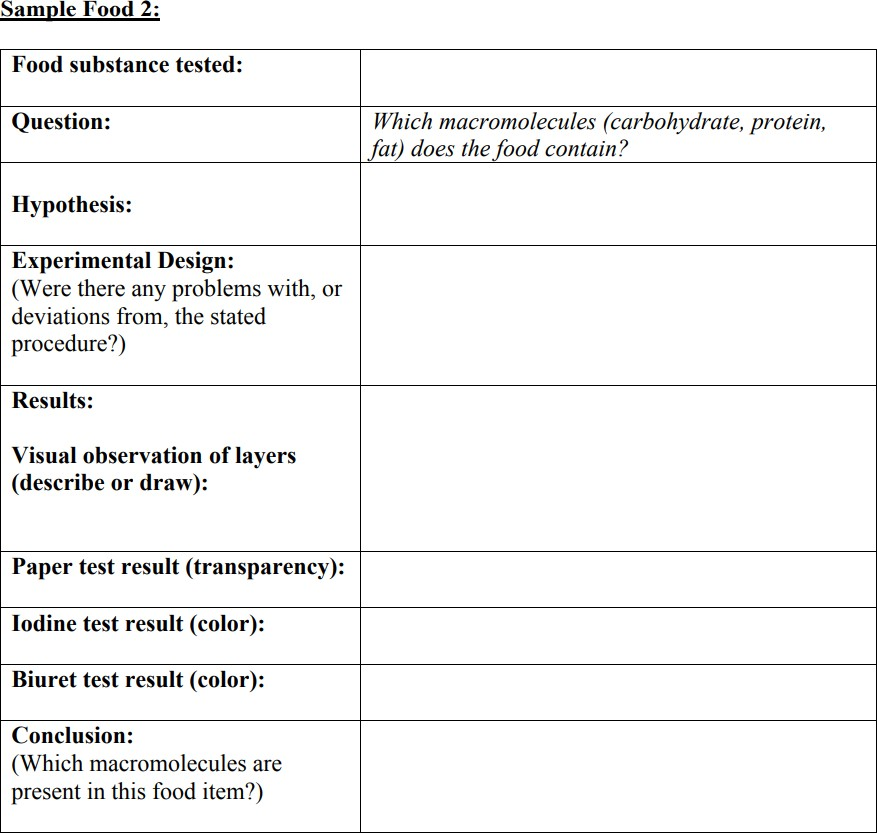 Sample Food 2:
Food substance tested:
Question:
Which macromolecules (carbohydrate, protein,
fat) does the food contain?
Hypothesis:
Experimental Design:
(Were there any problems with, or
deviations from, the stated
procedure?)
Results:
Visual observation of layers
(describe or draw):
Paper test result (transparency):
Iodine test result (color):
Biuret test result (color):
Conclusion:
(Which macromolecules are
present in this food item?)